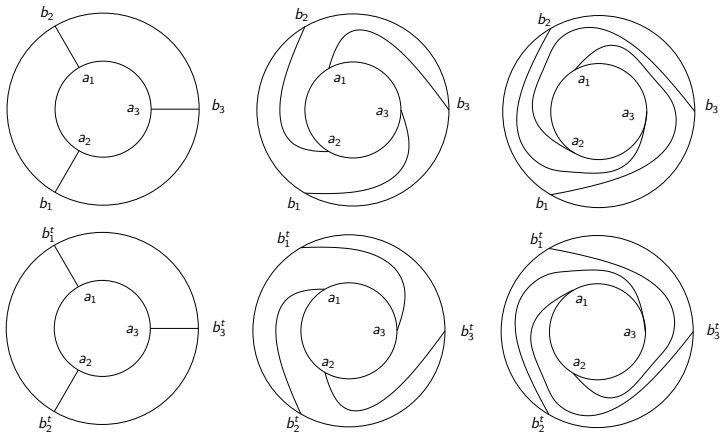 b₂ b₂ b₂
a₁ a₁ a₁
a₃ b₃ a₃ b₃ a₃ b₃
a₂ a₂ a₂
b₁ b₁ b₁
b₁ᵗ b₁ᵗ b₁ᵗ
a₁ a₁ a₁
a₃ b₃ᵗ a₃ b₃ᵗ a₃ b₃ᵗ
a₂ a₂ a₂
b₂ᵗ b₂ᵗ b₂ᵗ